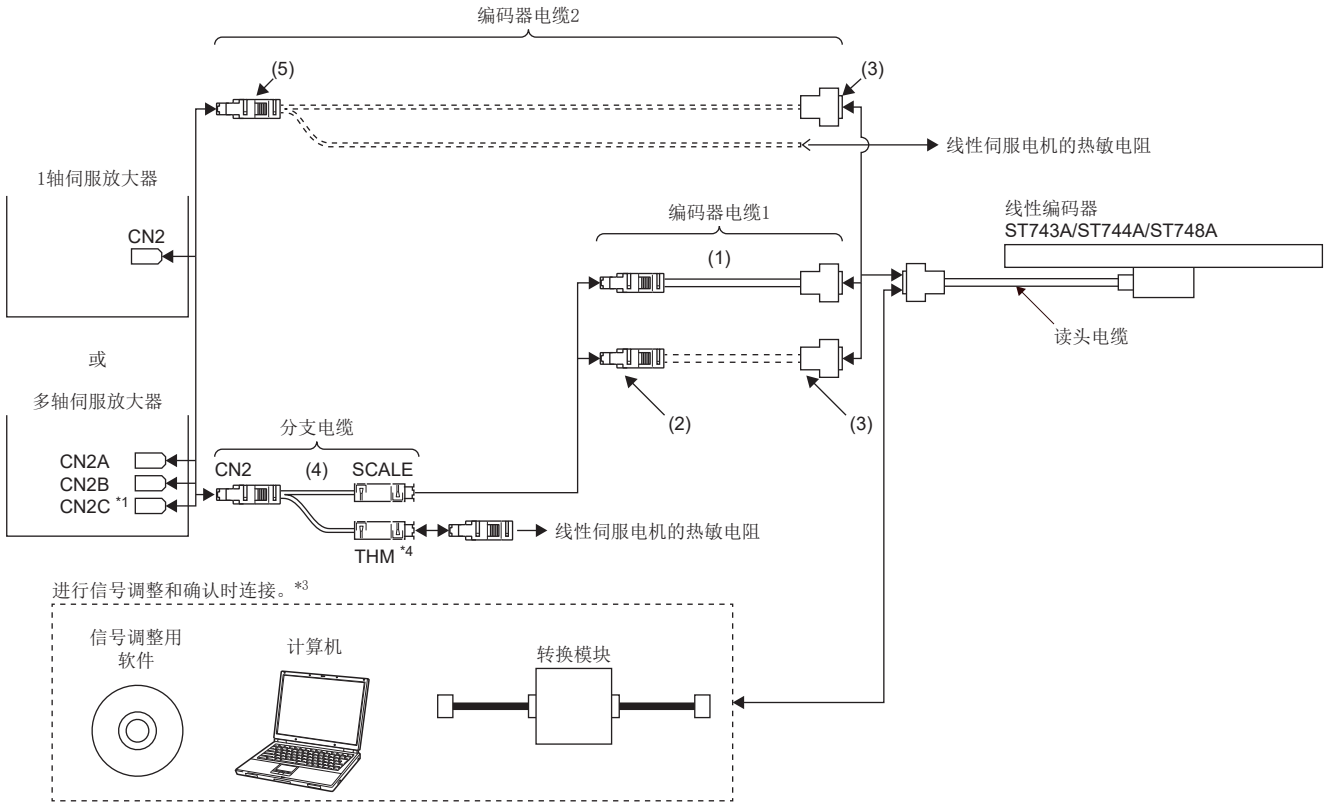 编码器电缆2
(5)
(3)
线性伺服电机的热敏电阻
1轴伺服放大器
CN2
编码器电缆1
(1)
线性编码器
ST743A/ST744A/ST748A
读头电缆
或
(2)
(3)
多轴伺服放大器
CN2A
CN2B
CN2C *1
分支电缆
CN2
(4)
SCALE
THM *4
线性伺服电机的热敏电阻
进行信号调整和确认时连接。*3
信号调整用
软件
计算机
转换模块